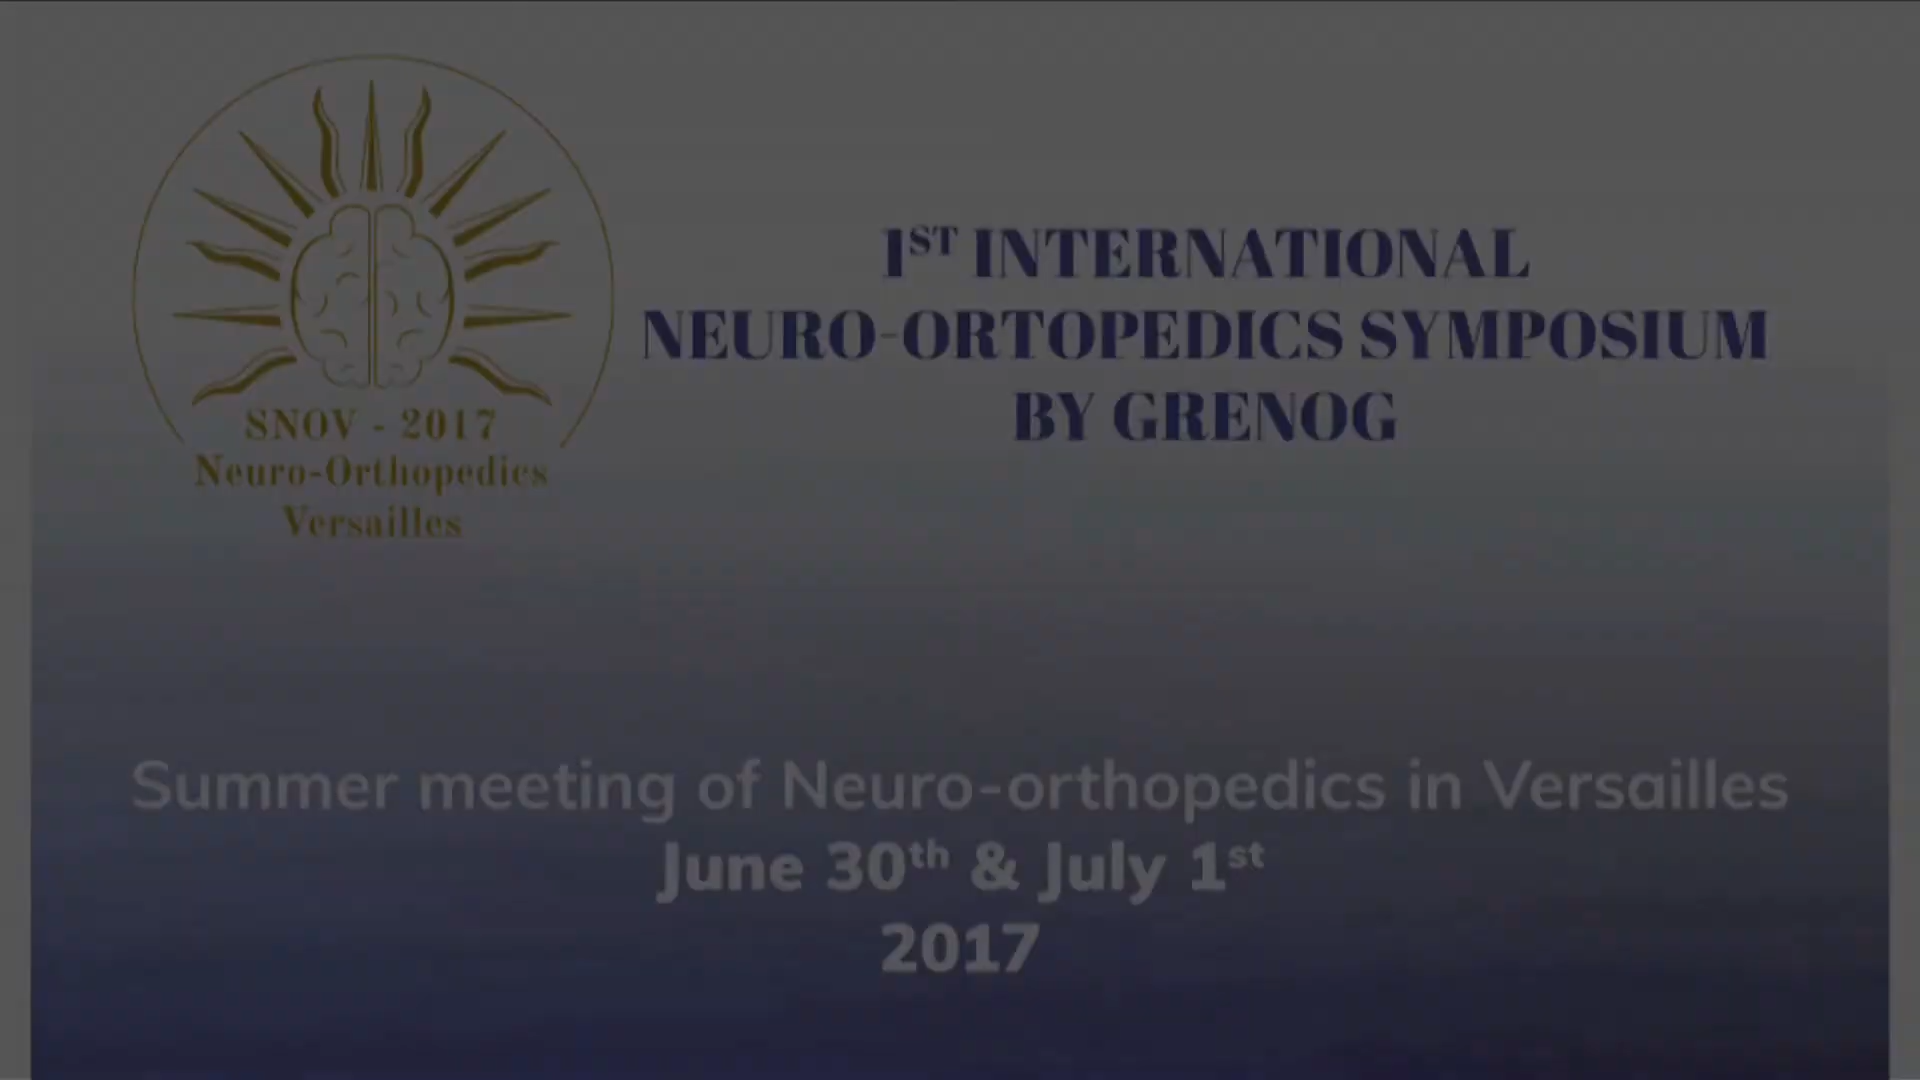 SNOV - 2017
Neuro-Orthopedics
Versailles
1ST INTERNATIONAL
NEURO-ORTOPEDICS SYMPOSIUM
BY GRENOG
Summer meeting of Neuro-orthopedics in Versailles
June 30th & July 1st
2017